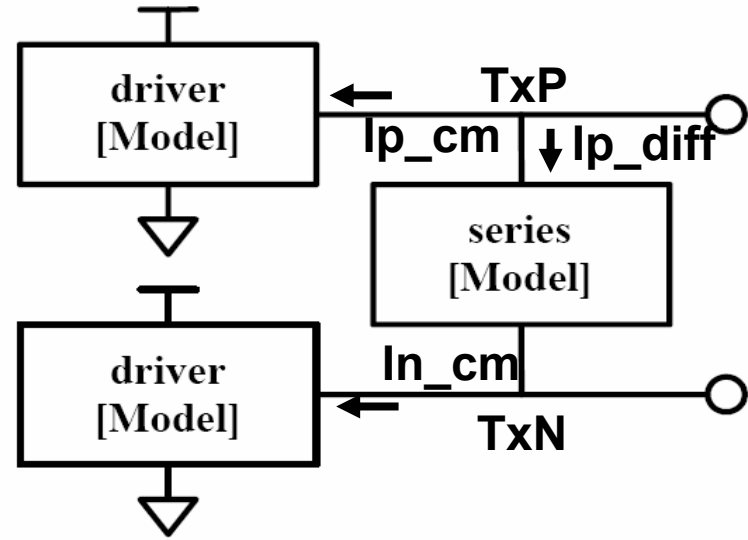 driver
[Model]
TxP
Ip_cm
Ip_diff
series
[Model]
driver
[Model]
In_cm
TxN